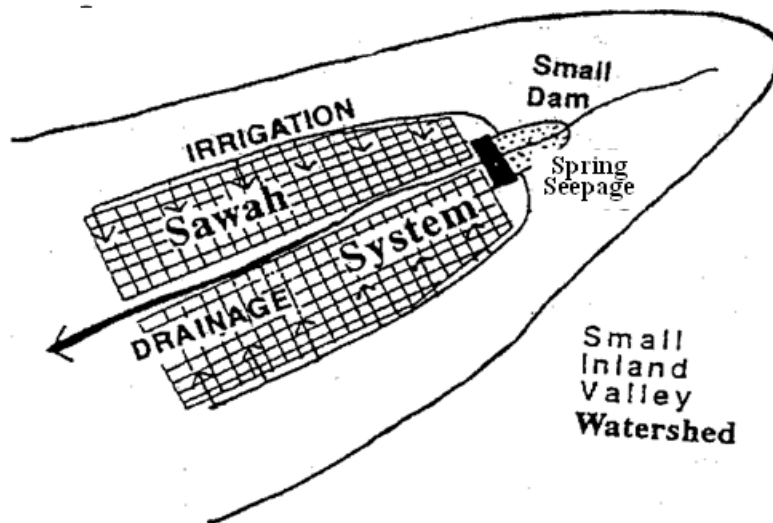 Small
Dam
IRRIGATION
Spring
Seepage
Sawah
System
DRAINAGE
Small
Inland
Valley
Watershed